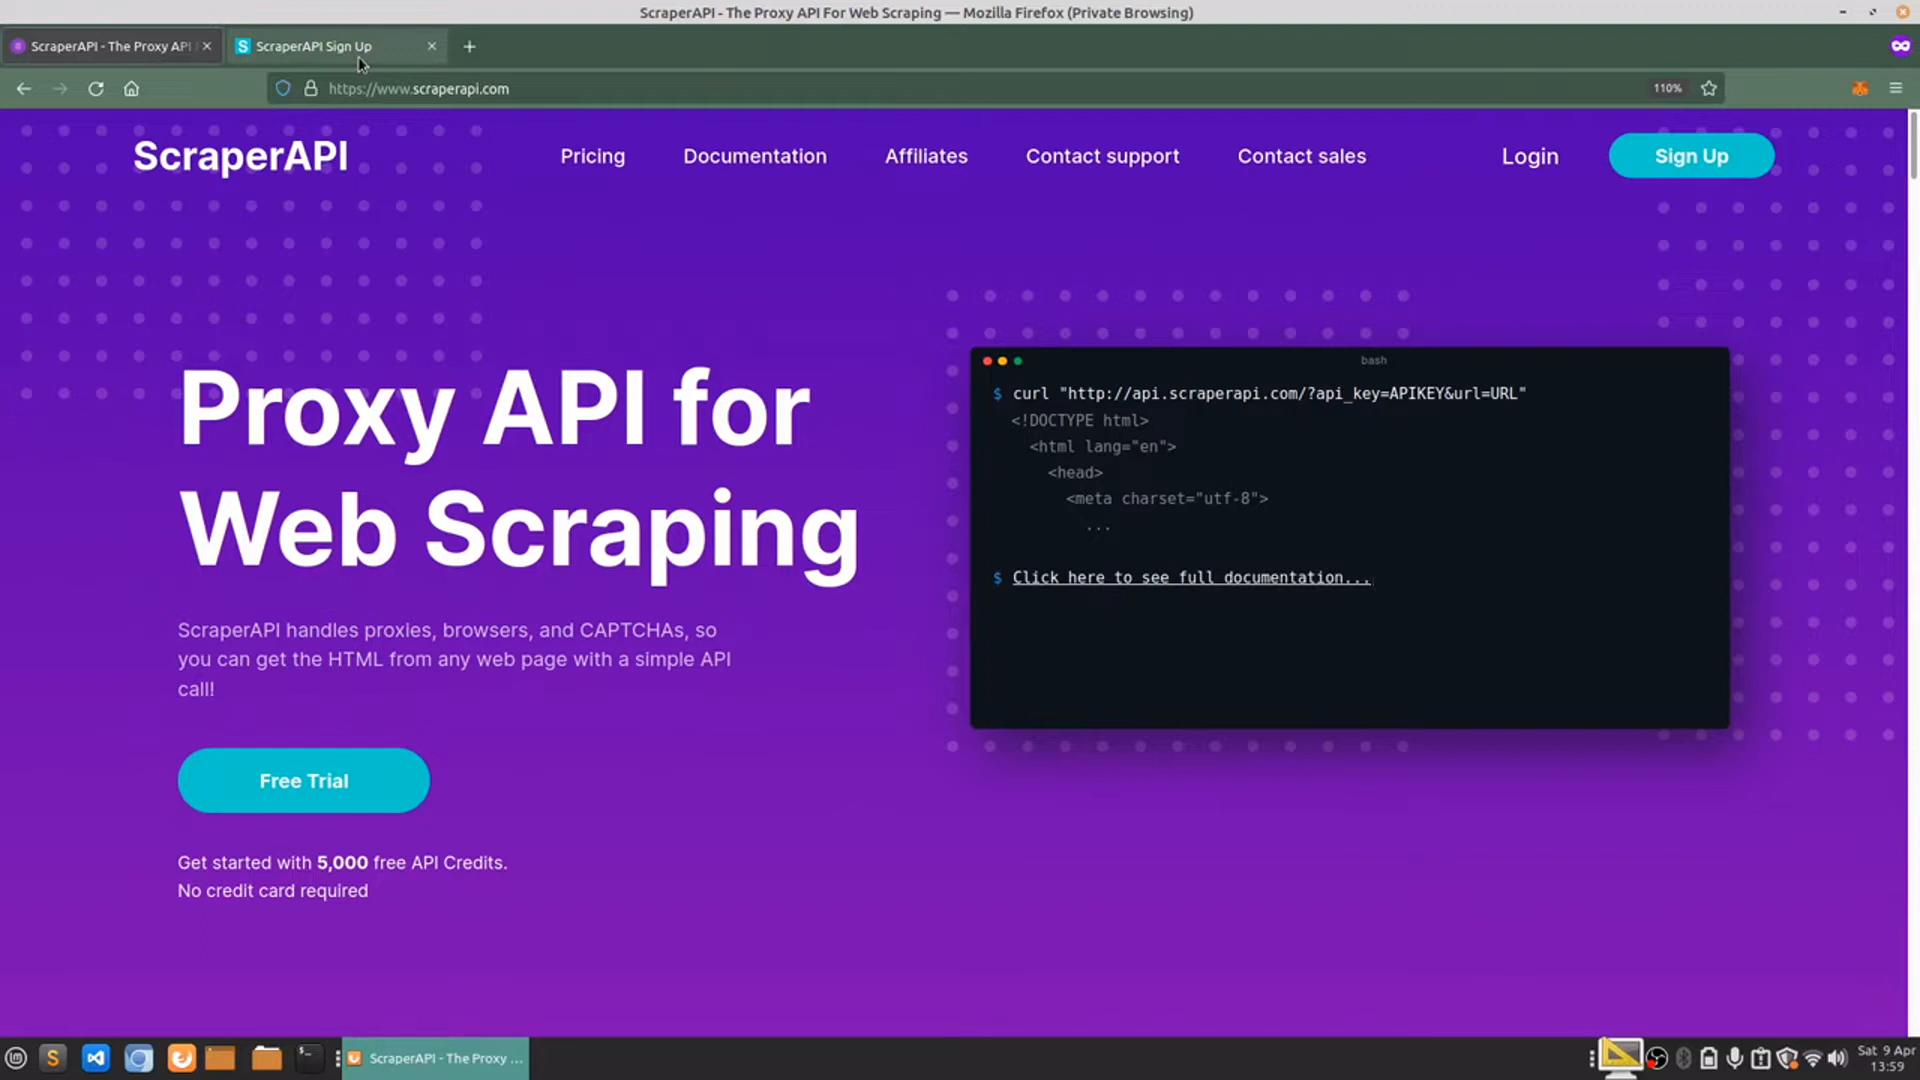 ScraperAPI - The Proxy API For Web Scraping — Mozilla Firefox (Private Browsing)
ScraperAPI - The Proxy API
ScraperAPI Sign Up
https://www.scraperapi.com
110%
ScraperAPI
Pricing
Documentation
Affiliates
Contact support
Contact sales
Login
Sign Up
Proxy API for
Web Scraping
ScraperAPI handles proxies, browsers, and CAPTCHAs, so
you can get the HTML from any web page with a simple API
call!
Free Trial
Get started with 5,000 free API Credits.
No credit card required
bash
$ curl "http://api.scraperapi.com/?api_key=APIKEY&url=URL"
<!DOCTYPE html>
<html lang="en">
<head>
<meta charset="utf-8">
...
$ Click here to see full documentation...
ScraperAPI - The Proxy ...
Sat 9 Apr
13:59